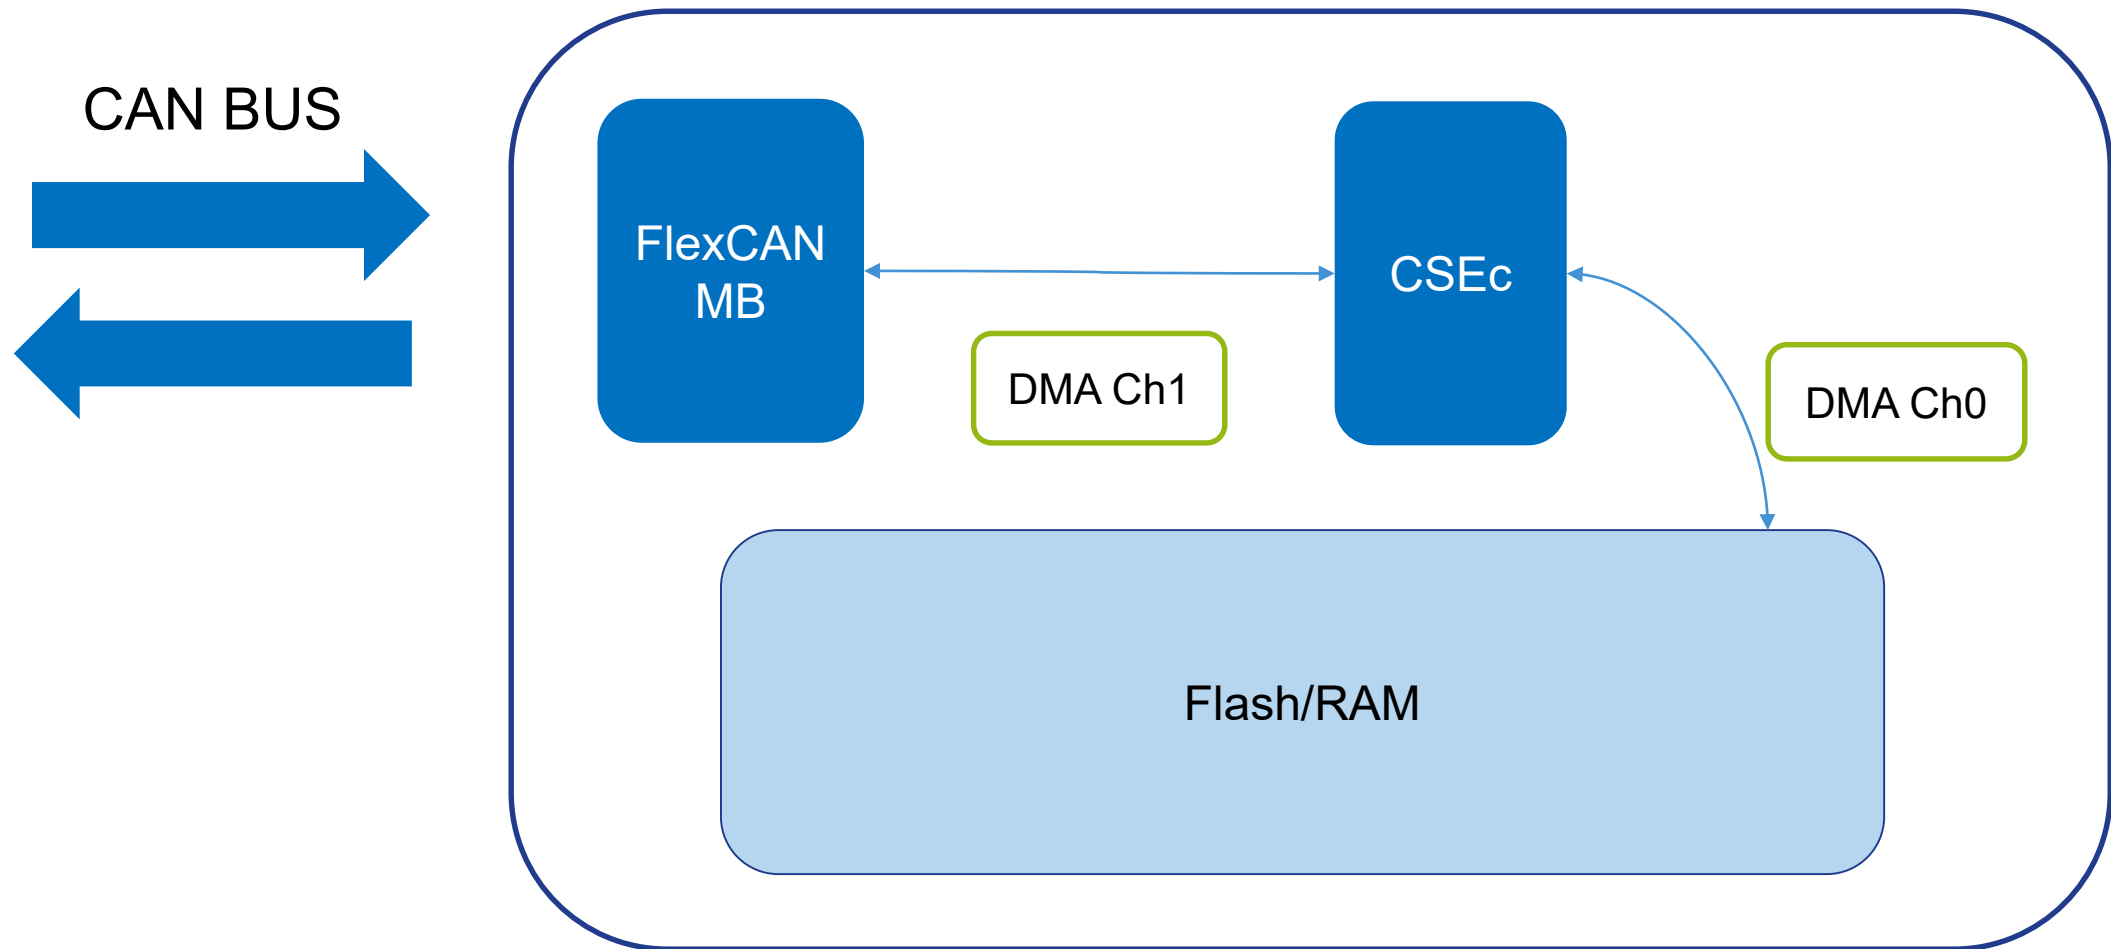 CAN BUS
FlexCAN
MB
CSEc
DMA Ch1
DMA Ch0
Flash/RAM